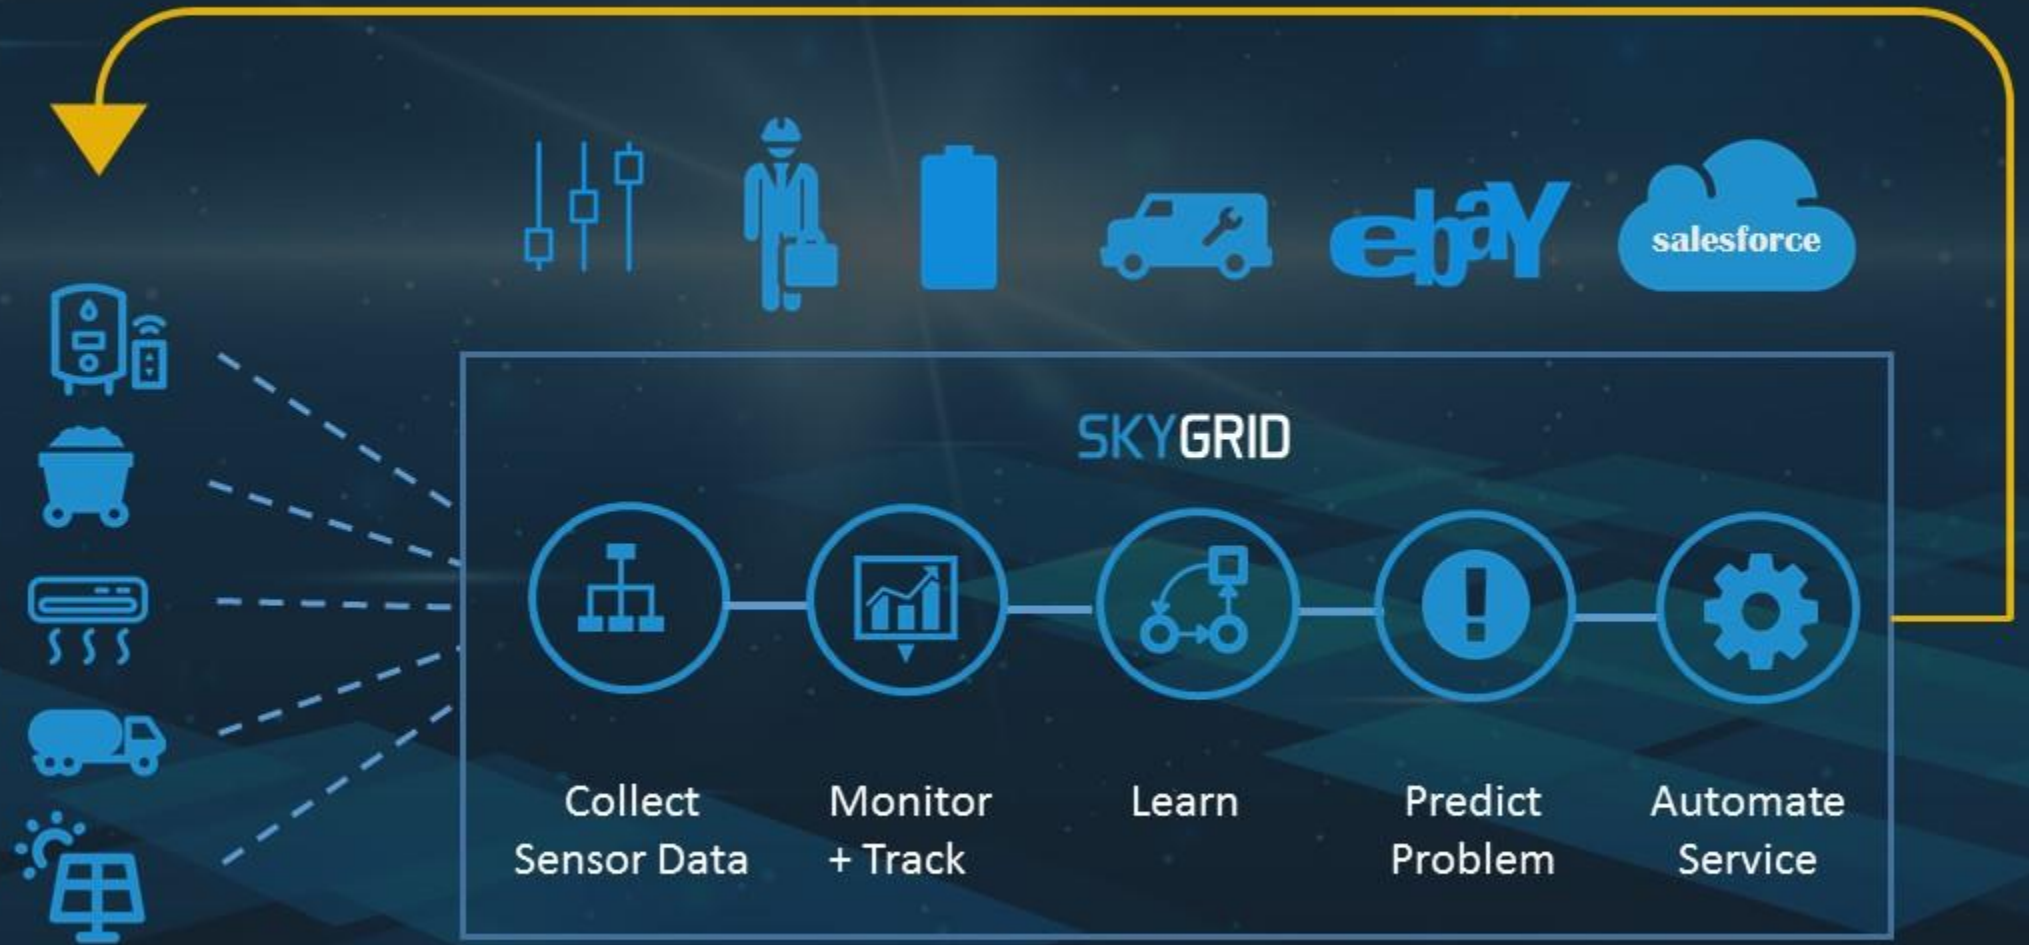 ebaY
salesforce
SKYGRID
Collect
Sensor Data
Monitor
+ Track
Learn
Predict
Problem
Automate
Service